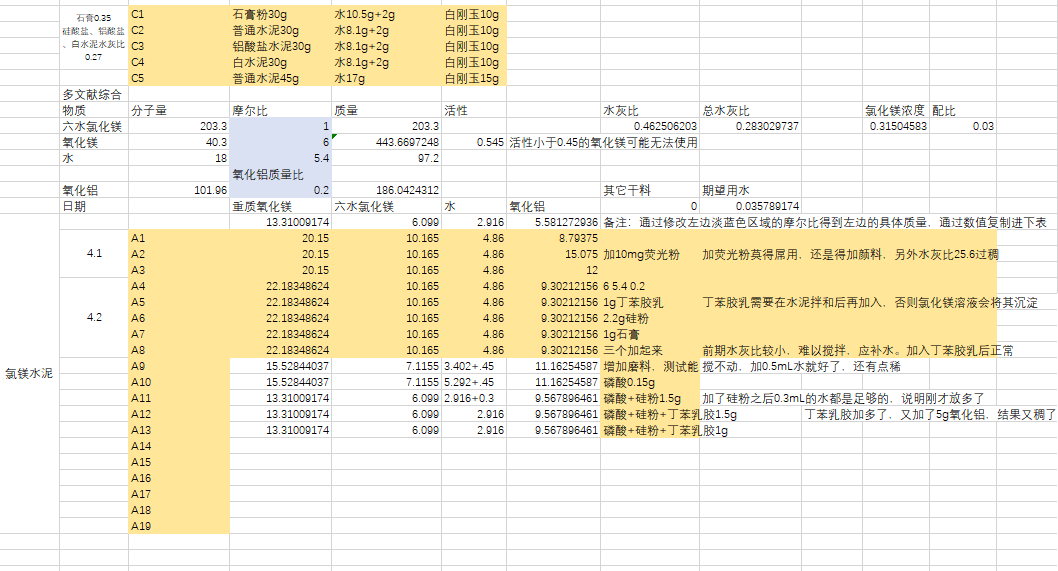 石膏0.35
硅酸盐、铝酸盐
、白水泥水灰比
0.27
C1 石膏粉30g 水10.5g+2g 白刚玉10g
C2 普通水泥30g 水8.1g+2g 白刚玉10g
C3 铝酸盐水泥30g 水8.1g+2g 白刚玉10g
C4 白水泥30g 水8.1g+2g 白刚玉10g
C5 普通水泥45g 水17g 白刚玉15g
多文献综合
物质 分子量 摩尔比 质量 活性 水灰比 总水灰比 氯化镁浓度 配比
六水氯化镁 203.3 1 203.3 0.462506203 0.283029737 0.31504583 0.03
氧化镁 40.3 6 443.6697248 0.545 活性小于0.45的氧化镁可能无法使用
水 18 5.4 97.2
氧化铝质量比
氧化铝 101.96 0.2 186.0424312 其它干料 期望用水
日期 重质氧化镁 六水氯化镁 水 氧化铝 0 0.035789174
13.31009174 6.099 2.916 5.581272936 备注：通过修改左边淡蓝色区域的摩尔比得到左边的具体质量，通过数值复制进下表
氯镁水泥
4.1
A1 20.15 10.165 4.86 8.79375
A2 20.15 10.165 4.86 15.075 加10mg荧光粉 加荧光粉莫得屌用，还是得加颜料，另外水灰比25.6过稠
A3 20.15 10.165 4.86 12
4.2
A4 22.18348624 10.165 4.86 9.30212156 6 5.4 0.2
A5 22.18348624 10.165 4.86 9.30212156 1g丁苯胶乳 丁苯胶乳需要在水泥拌和后再加入，否则氯化镁溶液会将其沉淀
A6 22.18348624 10.165 4.86 9.30212156 2.2g硅粉
A7 22.18348624 10.165 4.86 9.30212156 1g石膏
A8 22.18348624 10.165 4.86 9.30212156 三个加起来 前期水灰比较小，难以搅拌，应补水。加入丁苯胶乳后正常
A9 15.52844037 7.1155 3.402+.45 11.16254587 增加磨料，测试能 搅不动，加0.5mL水就好了，还有点稀
A10 15.52844037 7.1155 5.292+.45 11.16254587 磷酸0.15g
A11 13.31009174 6.099 2.916+0.3 9.567896461 磷酸+硅粉1.5g 加了硅粉之后0.3mL的水都是足够的，说明刚才放多了
A12 13.31009174 6.099 2.916 9.567896461 磷酸+硅粉+丁苯乳胶1.5g 丁苯乳胶加多了，又加了5g氧化铝，结果又稠了
A13 13.31009174 6.099 2.916 9.567896461 磷酸+硅粉+丁苯乳胶1g
A14
A15
A16
A17
A18
A19